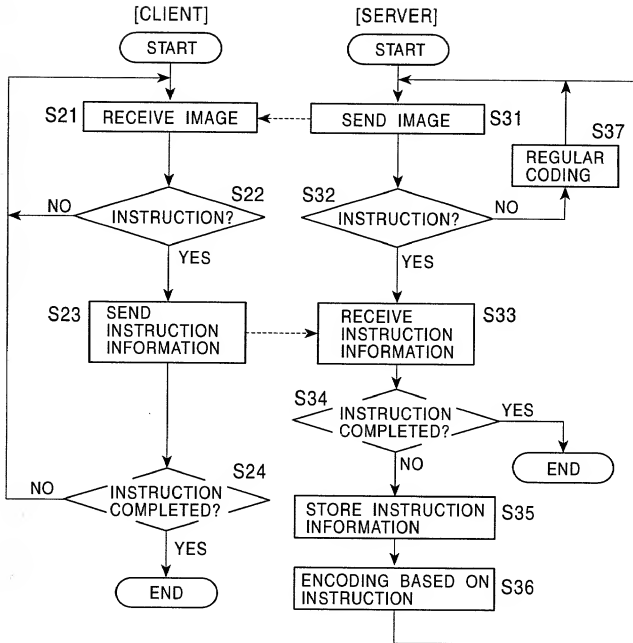 [CLIENT]
[SERVER]
START
START
S21
RECEIVE IMAGE
SEND IMAGE
S31
S37
REGULAR
CODING
S22
NO
INSTRUCTION?
YES
S32
INSTRUCTION?
NO
YES
S23
SEND
INSTRUCTION
INFORMATION
RECEIVE
INSTRUCTION
INFORMATION
S33
S34
INSTRUCTION
COMPLETED?
YES
END
NO
S24
NO
INSTRUCTION
COMPLETED?
YES
END
STORE INSTRUCTION
INFORMATION
S35
ENCODING BASED ON
INSTRUCTION
S36